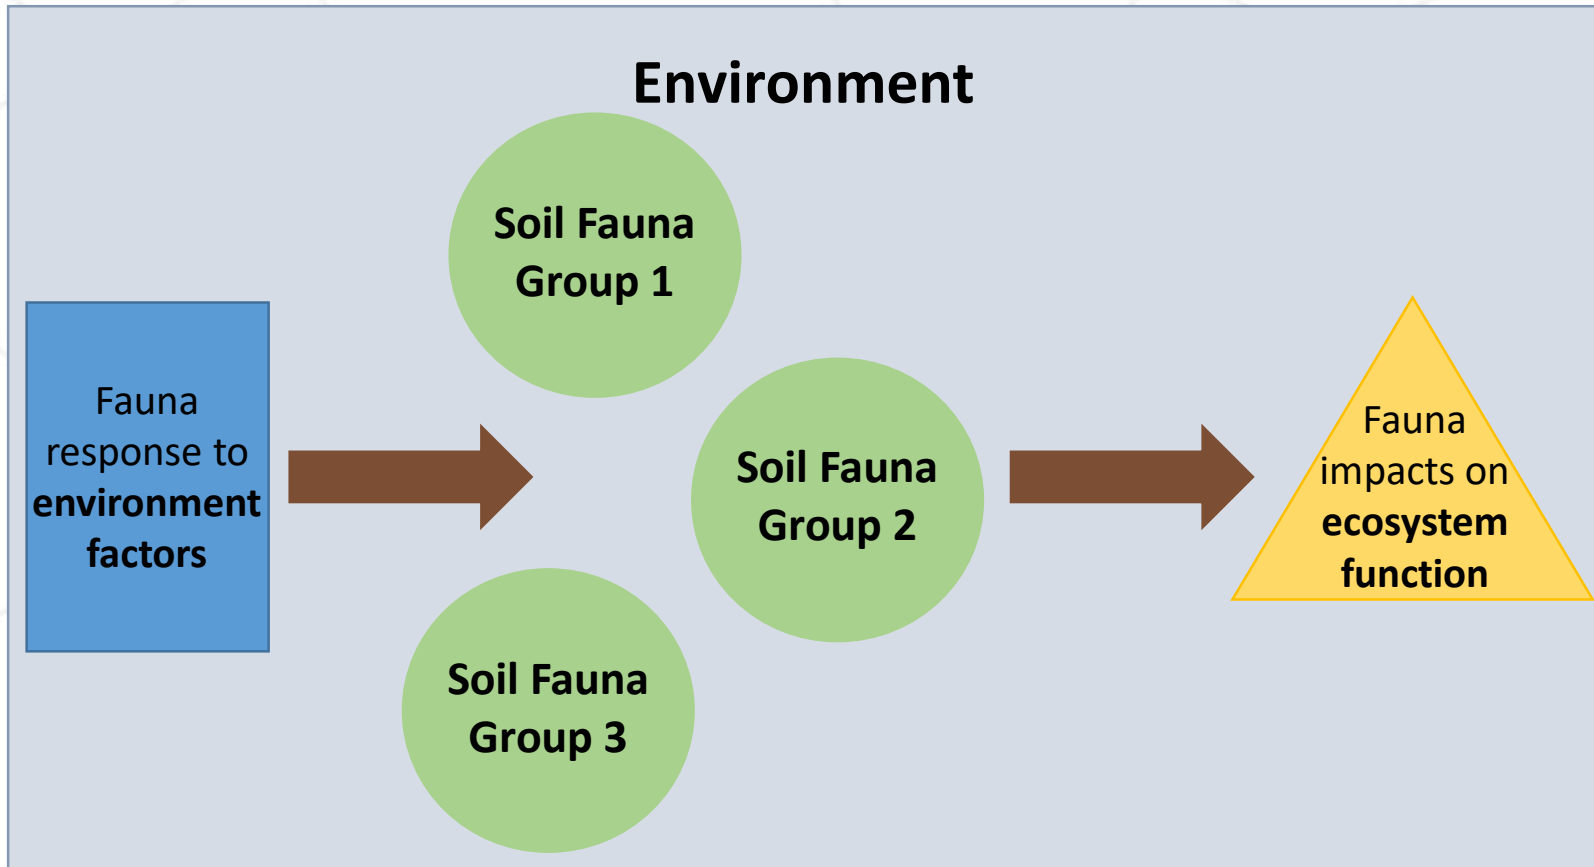 Environment
Soil Fauna
Group 1
Fauna
response to
environment
factors
Soil Fauna
Group 2
Fauna
impacts on
ecosystem
function
Soil Fauna
Group 3